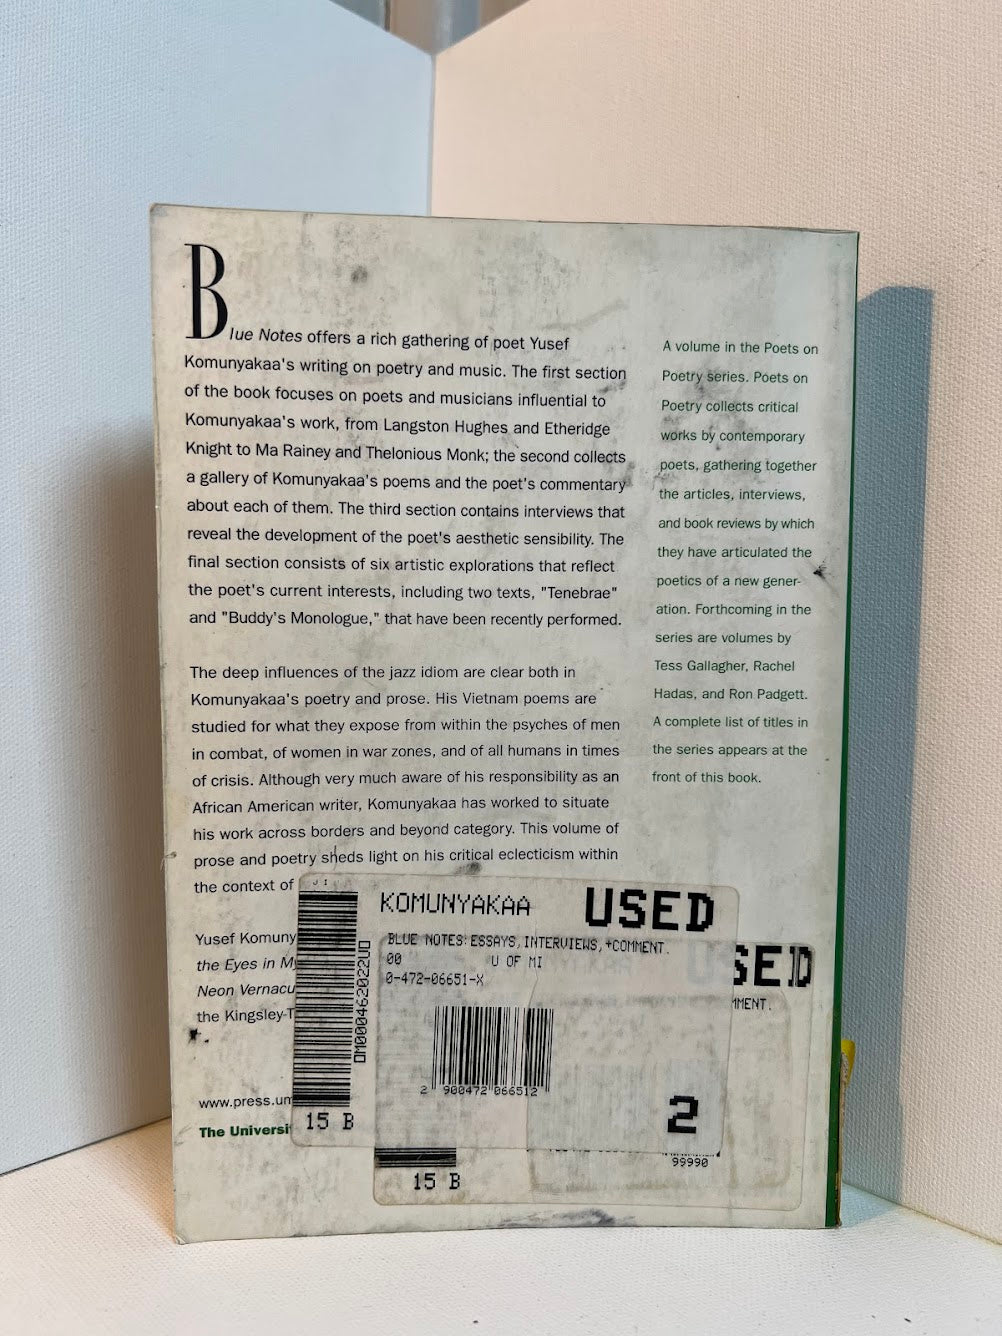 Blue Notes offers a rich gathering of poet Yusef
Komunyakaa's writing on poetry and music. The first section
of the book focuses on poets and musicians influential to
Komunyakaa's work, from Langston Hughes and Etheridge
Knight to Ma Rainey and Thelonious Monk; the second collects
a gallery of Komunyakaa's poems and the poet's commentary
about each of them. The third section contains interviews that
reveal the development of the poet's aesthetic sensibility. The
final section consists of six artistic explorations that reflect
the poet's current interests, including two texts, "Tenebrae"
and "Buddy's Monologue," that have been recently performed.
The deep influences of the jazz idiom are clear both in
Komunyakaa's poetry and prose. His Vietnam poems are
studied for what they expose from within the psyches of men
in combat, of women in war zones, and of all humans in times
of crisis. Although very much aware of his responsibility as an
African American writer, Komunyakaa has worked to situate
his work across borders and beyond category. This volume of
prose and poetry sheds light on his critical eclecticism within
the context of
Yusef Komuny
the Eyes in My
Neon Vernacu
the Kingsley-T
www.press.um
The Universit
A volume in the Poets on
Poetry series. Poets on
Poetry collects critical
works by contemporary
poets, gathering together
the articles, interviews,
and book reviews by which
they have articulated the
poetics of a new gener-
ation. Forthcoming in the
series are volumes by
Tess Gallagher, Rachel
Hadas, and Ron Padgett.
A complete list of titles in
the series appears at the
front of this book.
KOMUNYAKAA USED
BLUE NOTES: ESSAYS, INTERVIEWS, +COMMENT.
00 U OF MI
0-472-06651-X
2 900472 066512
2
15 B
USED
MMENT.
99990
15 B